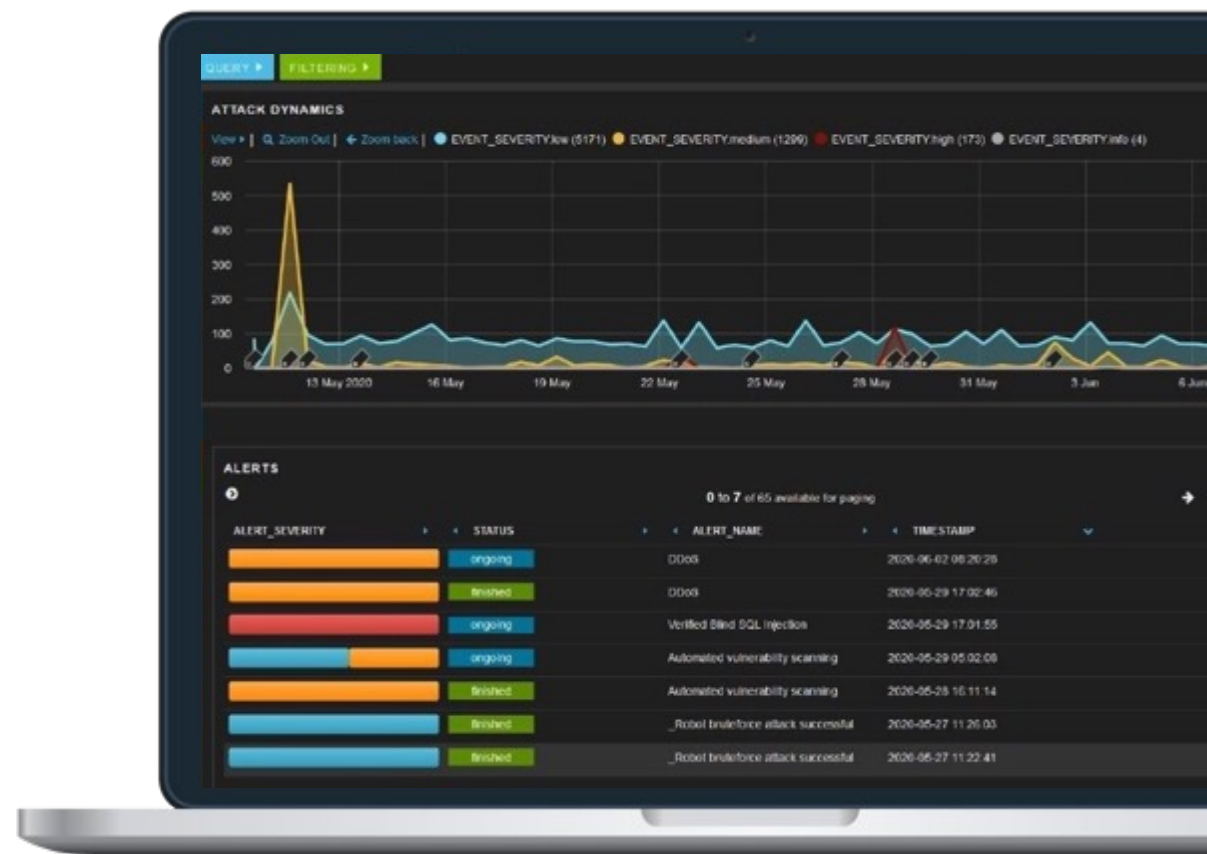 QUERY
FILTERING
ATTACK DYNAMICS
View | Zoom Out | Zoom back | EVENT_SEVERITY:low (5171) EVENT_SEVERITY:medium (1299) EVENT_SEVERITY:high (173) EVENT_SEVERITY:info (4)
600
500
400
300
200
100
0
13 May 2020 16 May 19 May 22 May 25 May 28 May 31 May 3 Jun 6 Jun
ALERTS
0 to 7 of 65 available for paging
ALERT_SEVERITY STATUS ALERT_NAME TIMESTAMP
ongoing DDoS 2020-06-02 08:20:28
finished DDoS 2020-05-29 17:02:46
ongoing Verified Blind SQL Injection 2020-05-29 17:01:55
ongoing Automated vulnerability scanning 2020-05-29 05:02:08
finished Automated vulnerability scanning 2020-05-28 16:11:14
finished _Robot bruteforce attack successful 2020-05-27 11:26:03
finished _Robot bruteforce attack successful 2020-05-27 11:22:41